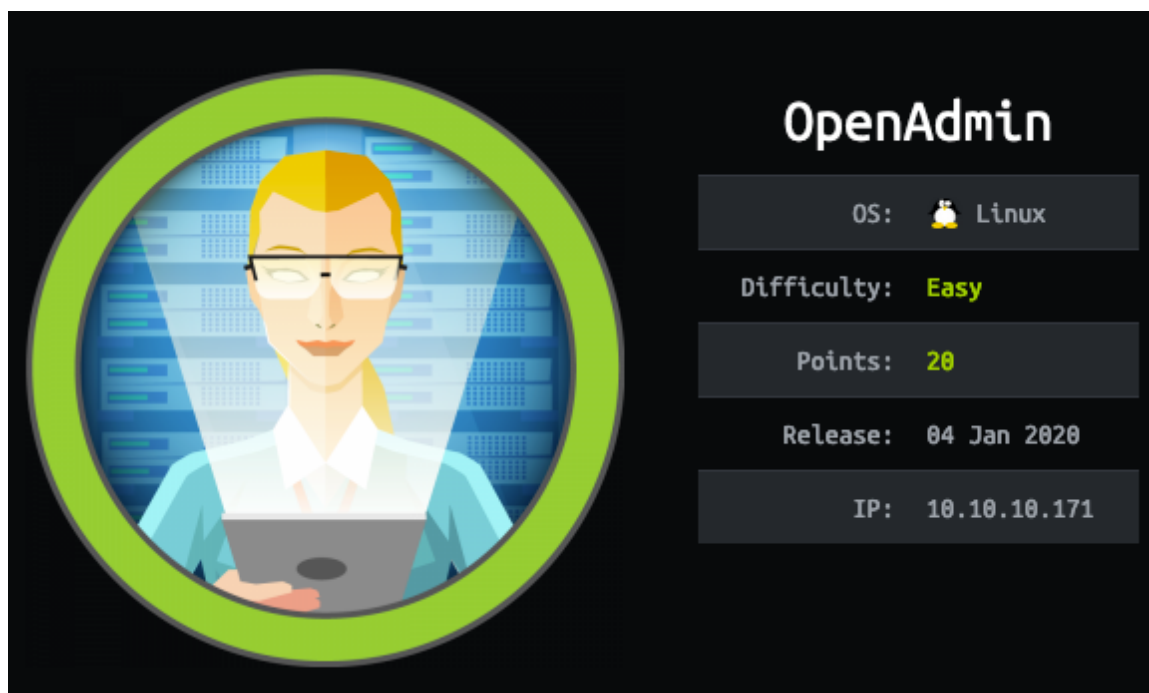 OpenAdmin
OS: Linux
Difficulty: Easy
Points: 20
Release: 04 Jan 2020
IP: 10.10.10.171